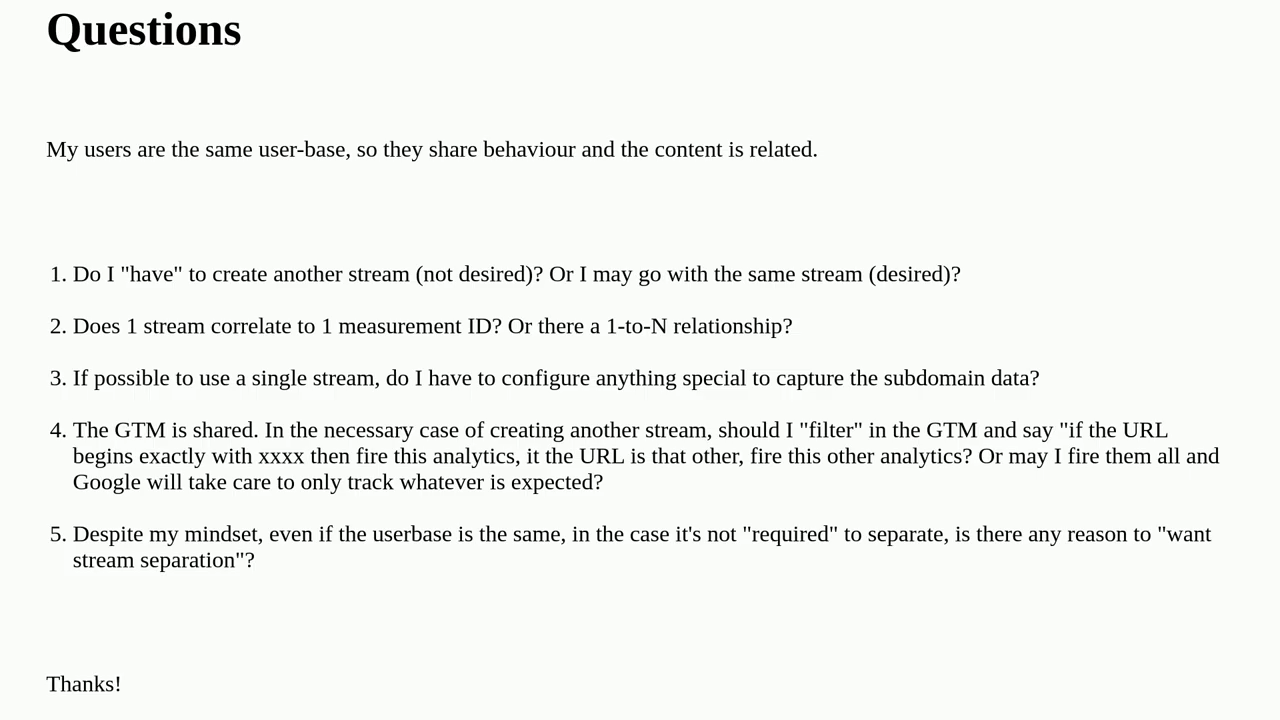 Questions
My users are the same user-base, so they share behaviour and the content is related.
1. Do I "have" to create another stream (not desired)? Or I may go with the same stream (desired)?
2. Does 1 stream correlate to 1 measurement ID? Or there a 1-to-N relationship?
3. If possible to use a single stream, do I have to configure anything special to capture the subdomain data?
4. The GTM is shared. In the necessary case of creating another stream, should I "filter" in the GTM and say "if the URL
begins exactly with xxxx then fire this analytics, it the URL is that other, fire this other analytics? Or may I fire them all and
Google will take care to only track whatever is expected?
5. Despite my mindset, even if the userbase is the same, in the case it's not "required" to separate, is there any reason to "want
stream separation"?
Thanks!